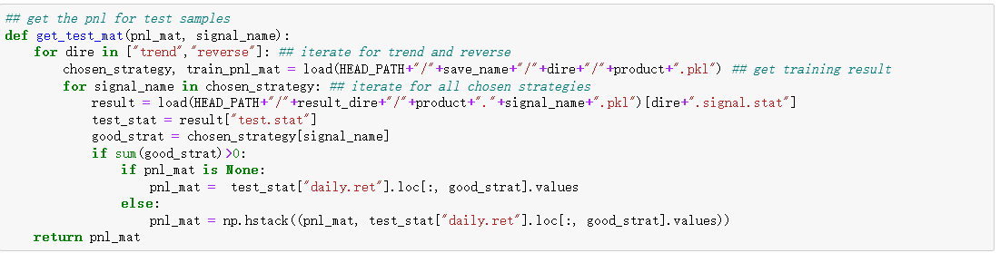 ## get the pnl for test samples
def get_test_mat(pnl_mat, signal_name):
    for dire in ["trend","reverse"]: ## iterate for trend and reverse
        chosen_strategy, train_pnl_mat = load(HEAD_PATH+"/"+save_name+"/"+dire+"/"+product+".pkl") ## get training result
        for signal_name in chosen_strategy: ## iterate for all chosen strategies
            result = load(HEAD_PATH+"/"+result_dire+"/"+product+"."+signal_name+".pkl")[dire+".signal.stat"]
            test_stat = result["test.stat"]
            good_strat = chosen_strategy[signal_name]
            if sum(good_strat)>0:
                if pnl_mat is None:
                    pnl_mat =  test_stat["daily.ret"].loc[:, good_strat].values
                else:
                    pnl_mat = np.hstack((pnl_mat, test_stat["daily.ret"].loc[:, good_strat].values))
    return pnl_mat